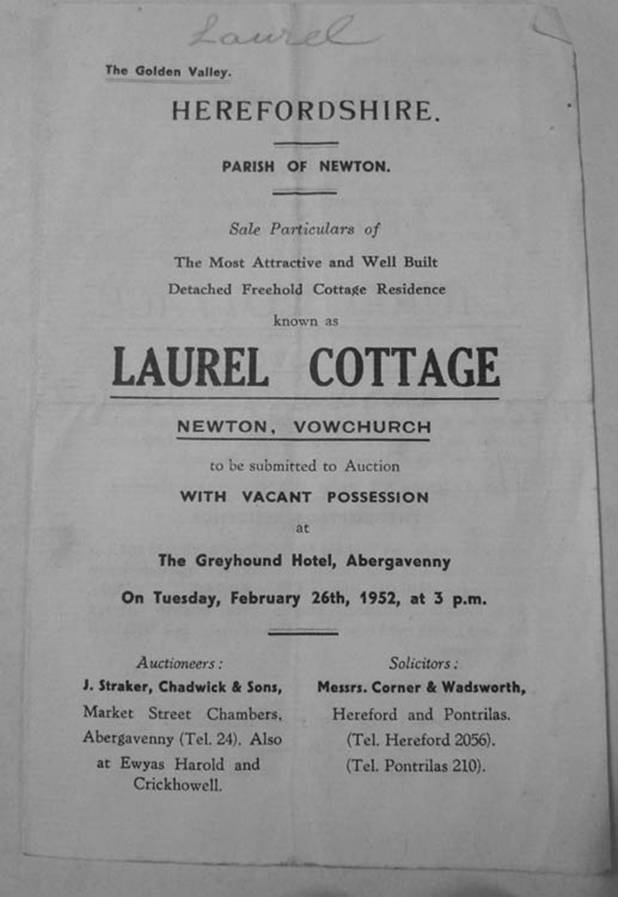 Laurel
The Golden Valley.
HEREFORDSHIRE.
PARISH OF NEWTON.
Sale Particulars of
The Most Attractive and Well Built
Detached Freehold Cottage Residence
known as
LAUREL COTTAGE
NEWTON, VOWCHURCH
to be submitted to Auction
WITH VACANT POSSESSION
at
The Greyhound Hotel, Abergavenny
On Tuesday, February 26th, 1952, at 3 p.m.
Auctioneers :
J. Straker, Chadwick & Sons,
Market Street Chambers,
Abergavenny (Tel. 24). Also
at Ewyas Harold and
Crickhowell.
Solicitors :
Messrs. Corner & Wadsworth,
Hereford and Pontrilas.
(Tel. Hereford 2056).
(Tel. Pontrilas 210).